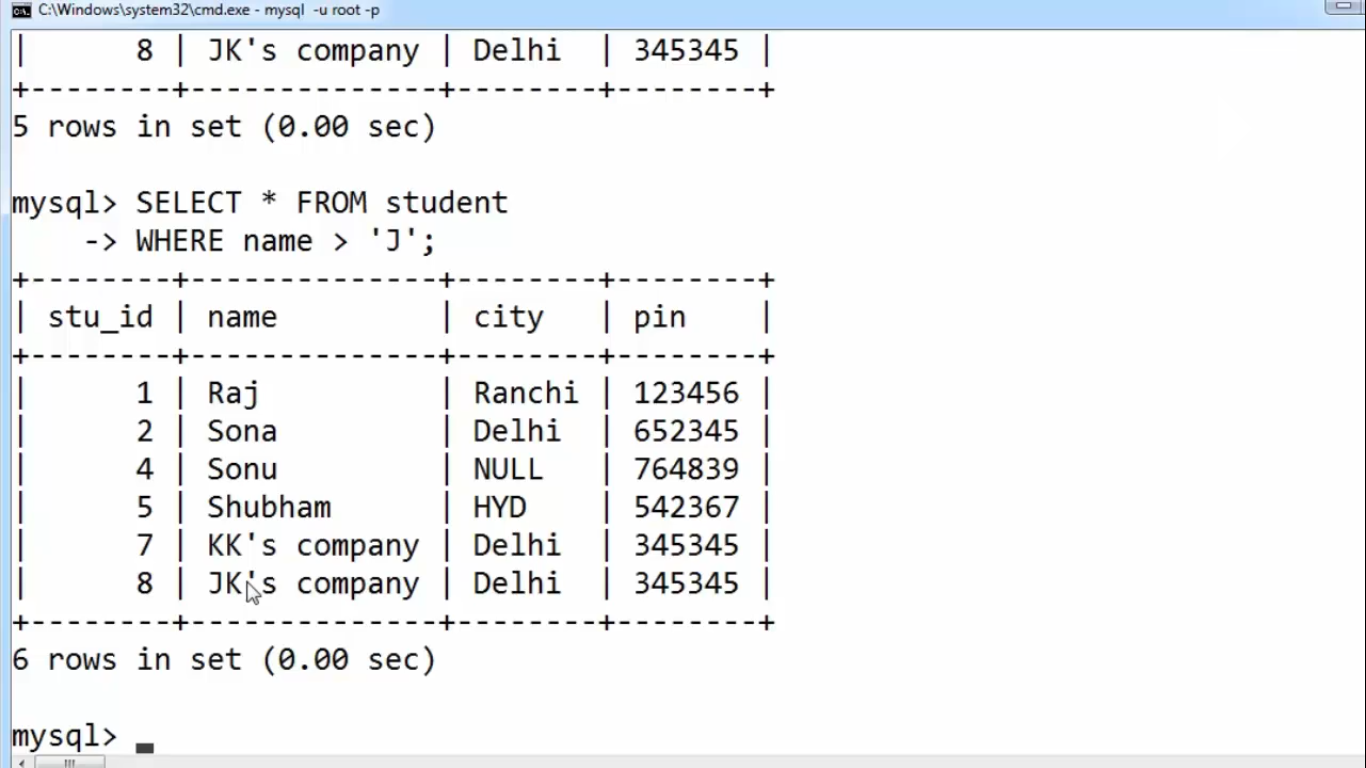 C:\Windows\system32\cmd.exe - mysql -u root -p
|      8 | JK's company | Delhi  | 345345 |
+--------+--------------+--------+--------+
5 rows in set (0.00 sec)
mysql> SELECT * FROM student
    -> WHERE name > 'J';
+--------+--------------+--------+--------+
| stu_id | name         | city   | pin    |
+--------+--------------+--------+--------+
|      1 | Raj          | Ranchi | 123456 |
|      2 | Sona         | Delhi  | 652345 |
|      4 | Sonu         | NULL   | 764839 |
|      5 | Shubham      | HYD    | 542367 |
|      7 | KK's company | Delhi  | 345345 |
|      8 | JK's company | Delhi  | 345345 |
+--------+--------------+--------+--------+
6 rows in set (0.00 sec)
mysql>